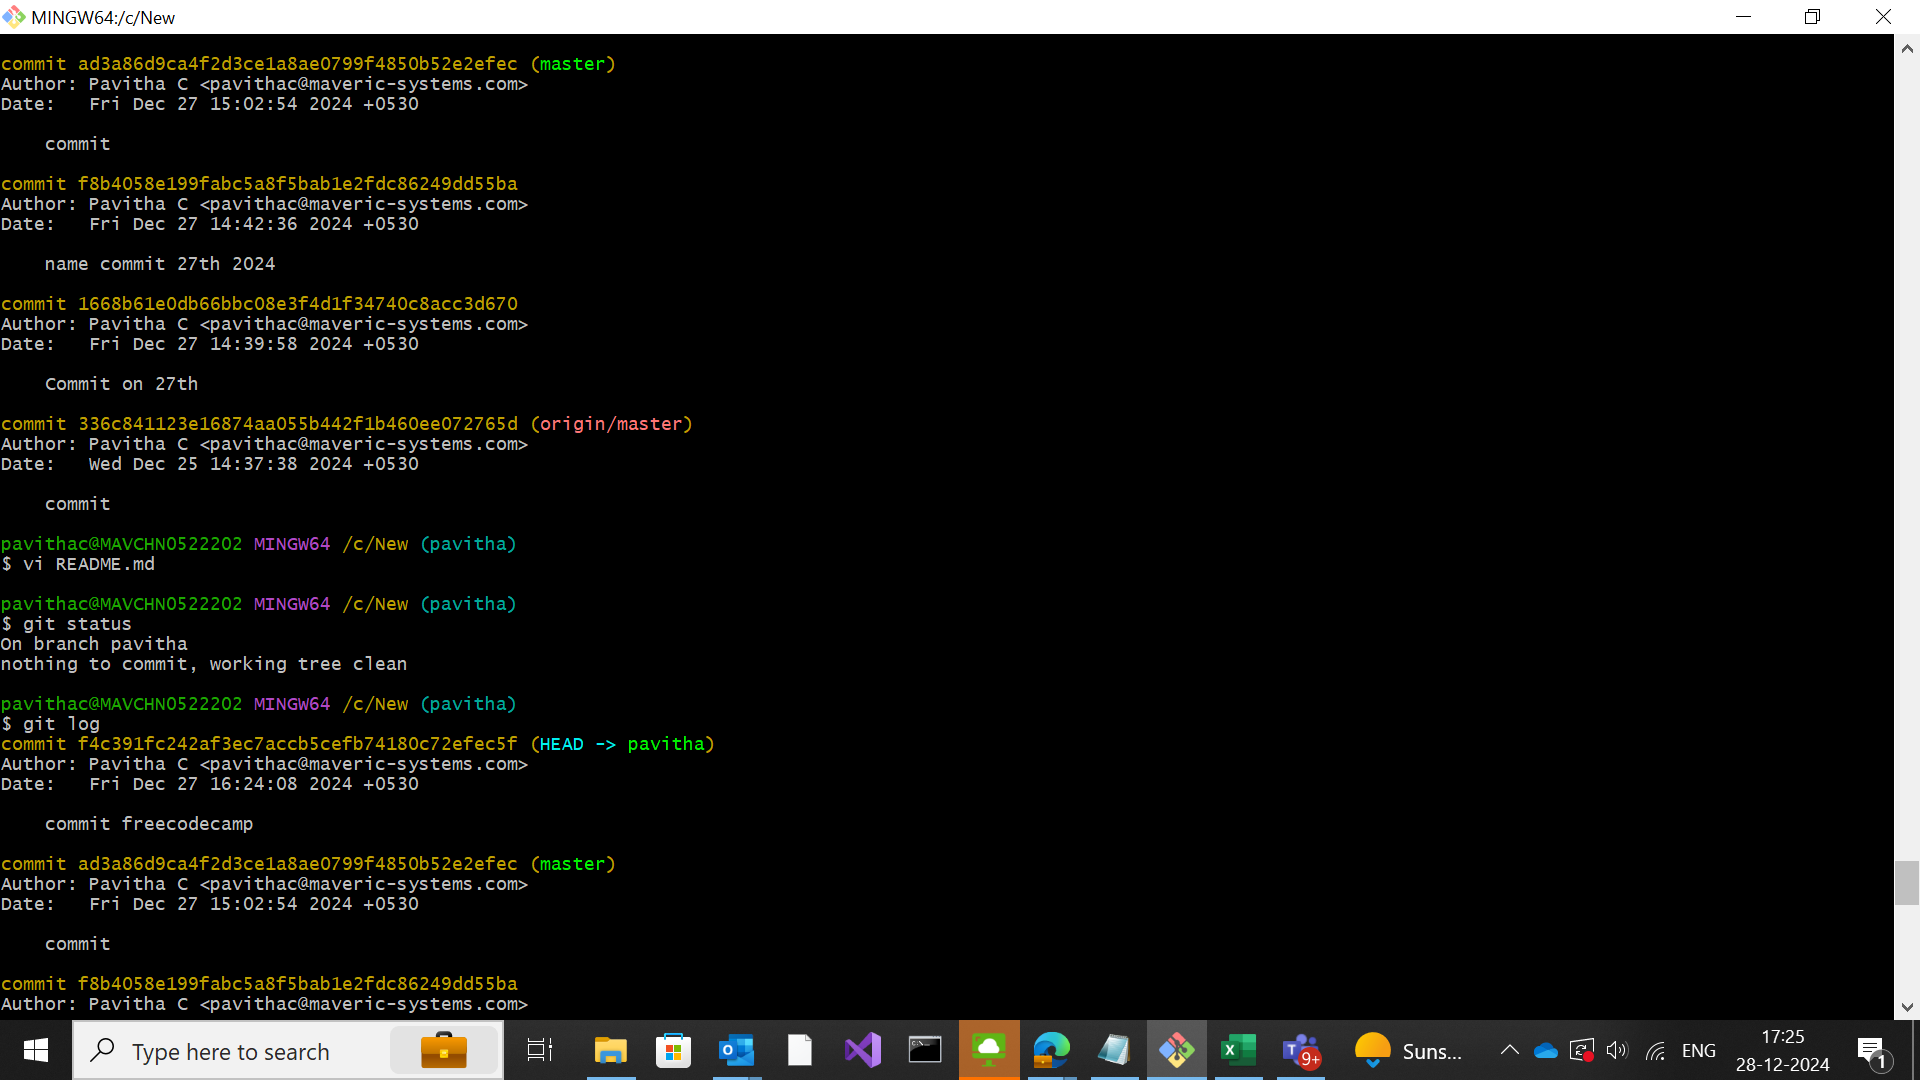 MINGW64:/c/New
commit ad3a86d9ca4f2d3ce1a8ae0799f4850b52e2efec (master)
Author: Pavitha C <pavithac@maveric-systems.com>
Date:   Fri Dec 27 15:02:54 2024 +0530
commit
commit f8b4058e199fabc5a8f5bab1e2fdc86249dd55ba
Author: Pavitha C <pavithac@maveric-systems.com>
Date:   Fri Dec 27 14:42:36 2024 +0530
name commit 27th 2024
commit 1668b61e0db66bbc08e3f4d1f34740c8acc3d670
Author: Pavitha C <pavithac@maveric-systems.com>
Date:   Fri Dec 27 14:39:58 2024 +0530
Commit on 27th
commit 336c841123e16874aa055b442f1b460ee072765d (origin/master)
Author: Pavitha C <pavithac@maveric-systems.com>
Date:   Wed Dec 25 14:37:38 2024 +0530
commit
pavithac@MAVCHN0522202 MINGW64 /c/New (pavitha)
$ vi README.md
pavithac@MAVCHN0522202 MINGW64 /c/New (pavitha)
$ git status
On branch pavitha
nothing to commit, working tree clean
pavithac@MAVCHN0522202 MINGW64 /c/New (pavitha)
$ git log
commit f4c391fc242af3ec7accb5cefb74180c72efec5f (HEAD -> pavitha)
Author: Pavitha C <pavithac@maveric-systems.com>
Date:   Fri Dec 27 16:24:08 2024 +0530
commit freecodecamp
commit ad3a86d9ca4f2d3ce1a8ae0799f4850b52e2efec (master)
Author: Pavitha C <pavithac@maveric-systems.com>
Date:   Fri Dec 27 15:02:54 2024 +0530
commit
commit f8b4058e199fabc5a8f5bab1e2fdc86249dd55ba
Author: Pavitha C <pavithac@maveric-systems.com>
Type here to search
9+
Suns...
ENG
17:25
28-12-2024
1